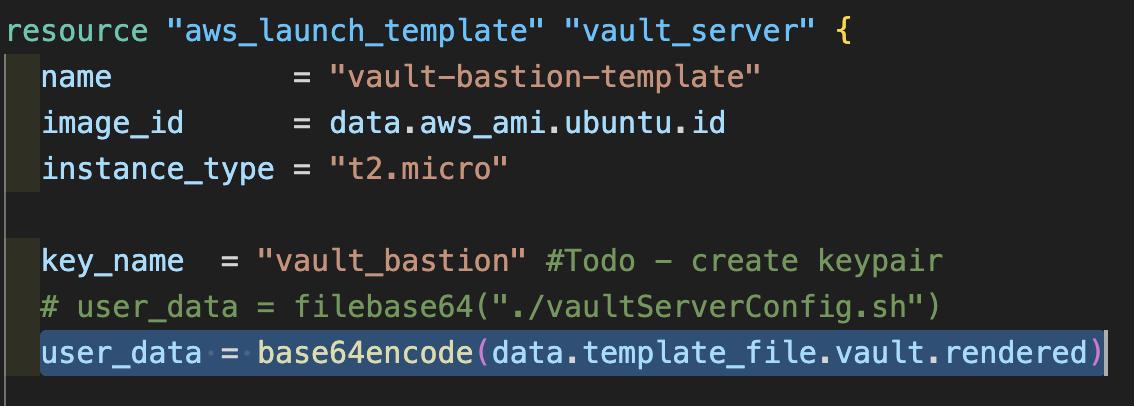 resource "aws_launch_template" "vault_server" {
name = "vault-bastion-template"
image_id = data.aws_ami.ubuntu.id
instance_type = "t2.micro"
key_name = "vault_bastion" #Todo - create keypair
# user_data = filebase64("./vaultServerConfig.sh")
user_data = base64encode(data.template_file.vault.rendered)